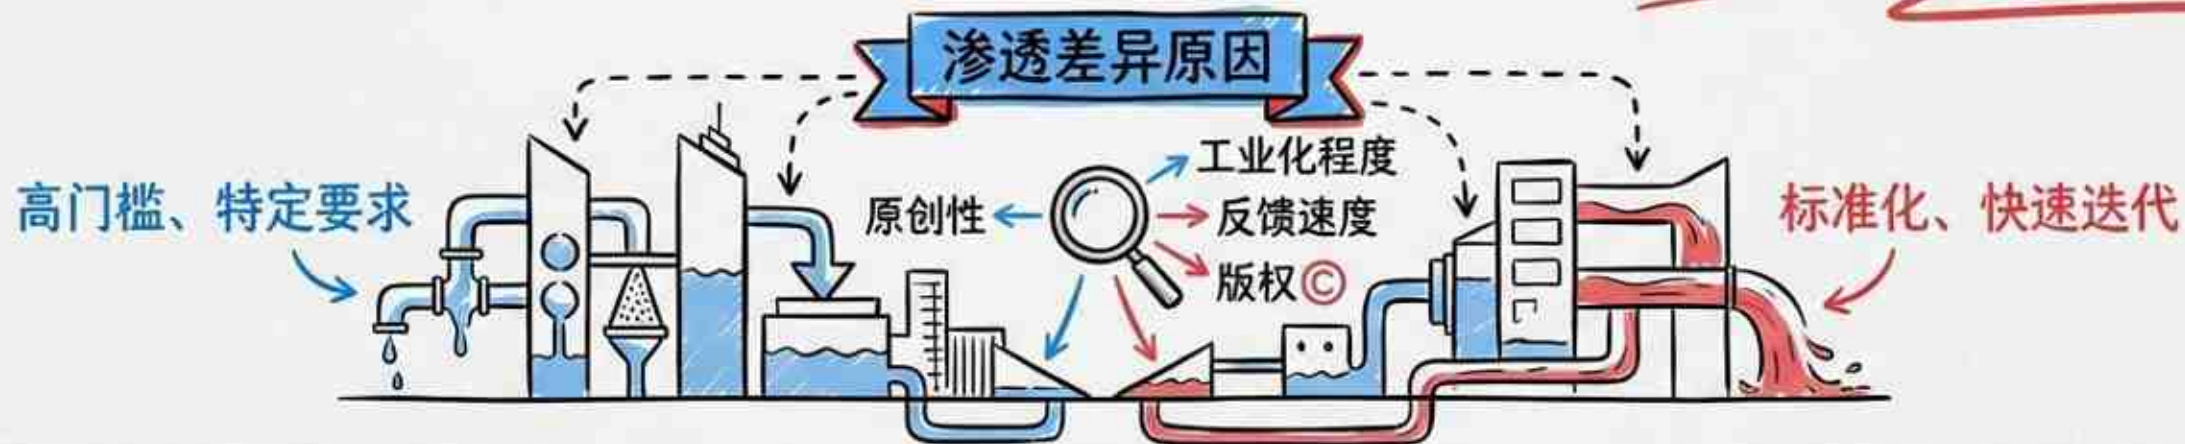 渗透差异原因
高门槛、特定要求
原创性
工业化程度
反馈速度
版权©
标准化、快速迭代